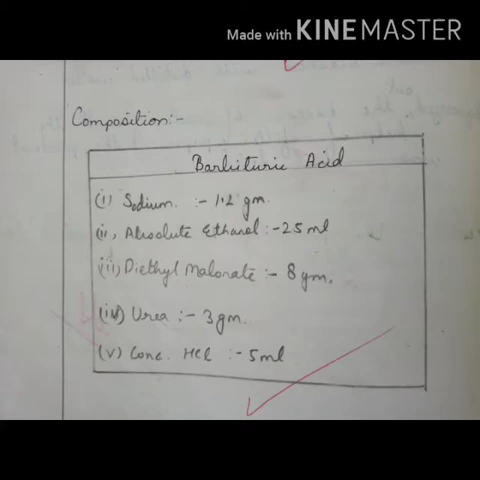 Made with KINEMASTER
Composition:-
Barbituric Acid
(i) Sodium :- 1.2 gm.
(ii) Absolute Ethanol :- 25 ml
(iii) Diethyl Malonate :- 8 gm.
(iv) Urea :- 3 gm.
(v) Conc. HCl :- 5 ml